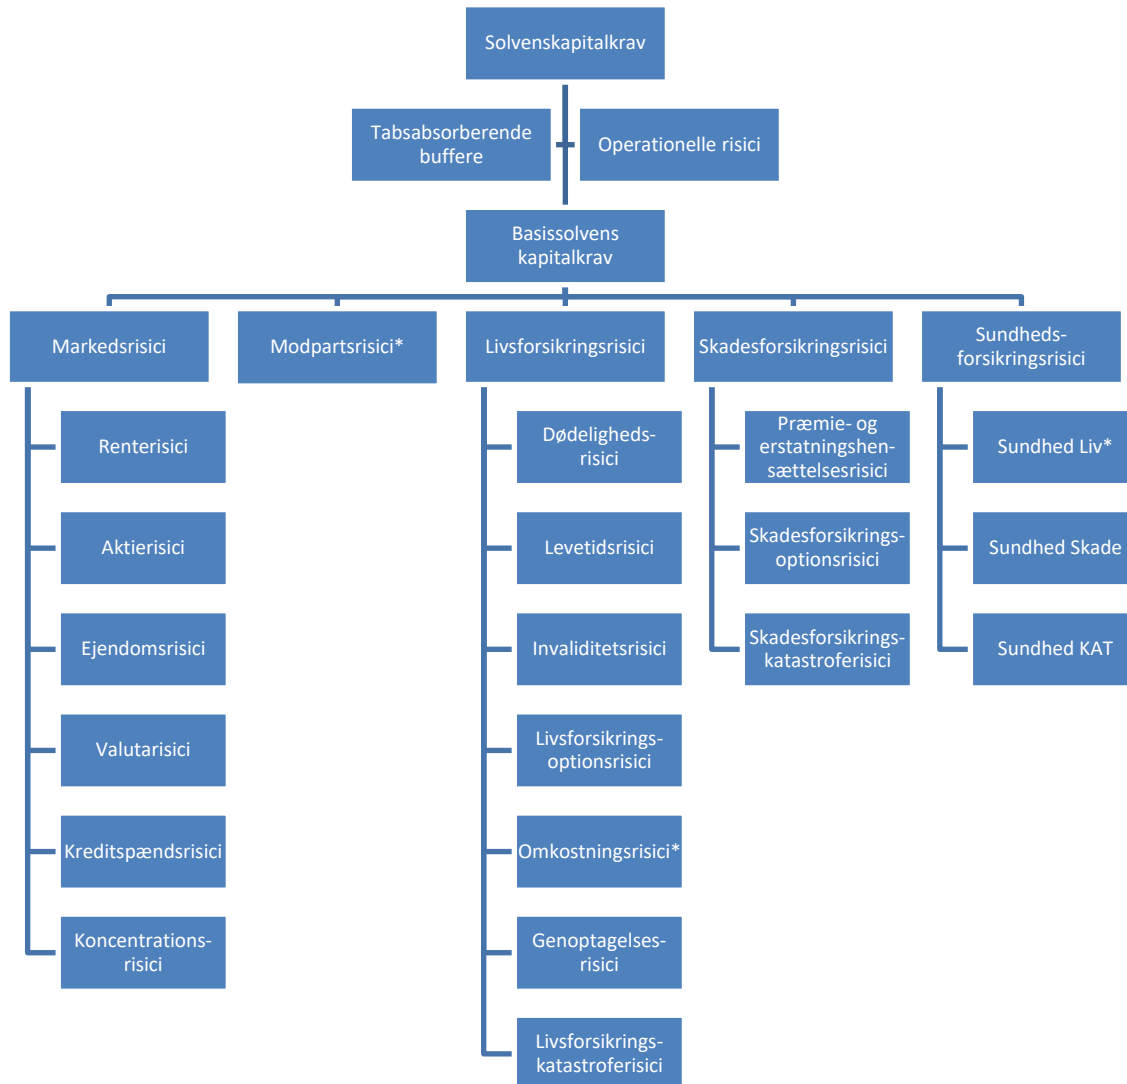 Solvenskapitalkrav
Tabsabsorberende
buffere
Operationelle risici
Basissolvens
kapitalkrav
Markedsrisici
Modpartsrisici*
Livsforsikringsrisici
Skadesforsikringsrisici
Sundheds-
forsikringsrisici
Renterisici
Aktierisici
Ejendomsrisici
Valutarisici
Kreditspændsrisici
Koncentrations-
risici
Dødeligheds-
risici
Levetidsrisici
Invaliditetsrisici
Livsforsikrings-
optionsrisici
Omkostningsrisici*
Genoptagelses-
risici
Livsforsikrings-
katastroferisici
Præmie- og
erstatningshen-
sættelsesrisici
Skadesforsikrings-
optionsrisici
Skadesforsikrings-
katastroferisici
Sundhed Liv*
Sundhed Skade
Sundhed KAT